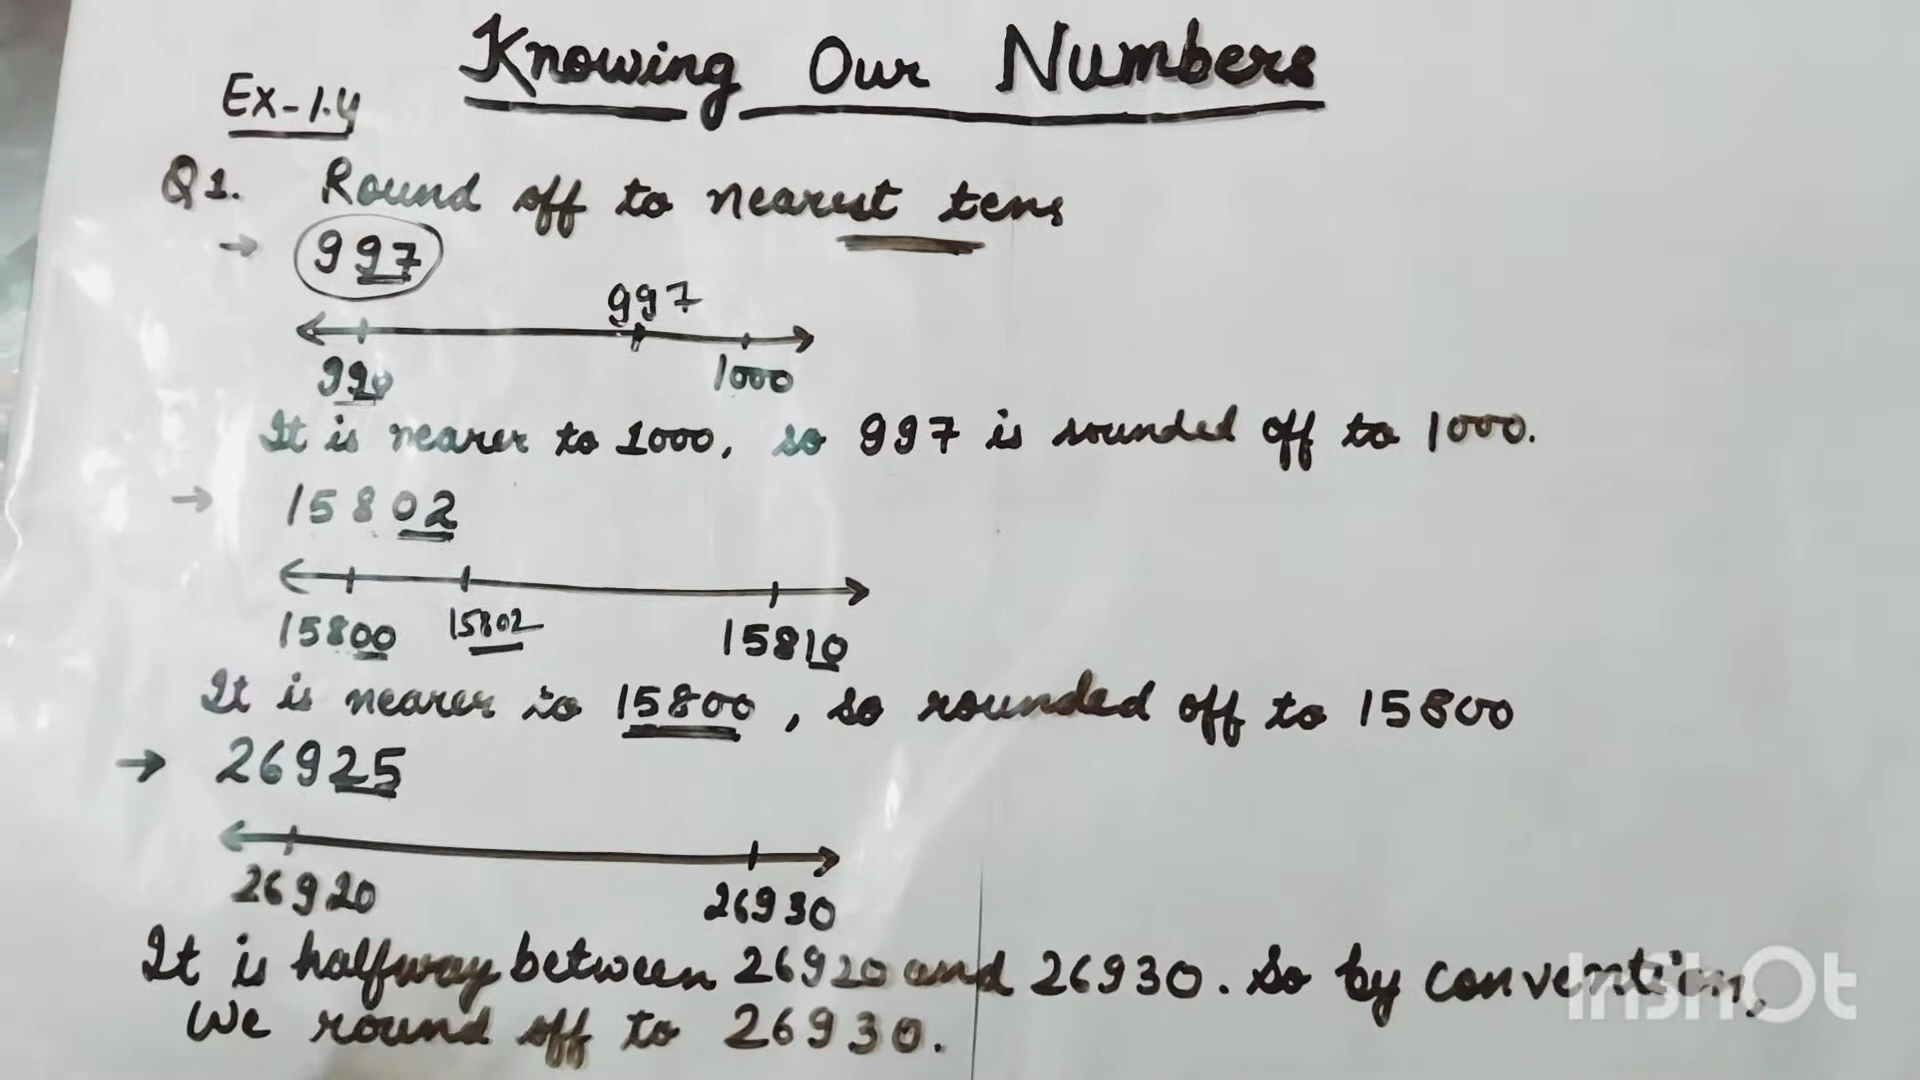 Knowing Our Numbers
Ex-1.4
Q1. Round off to nearest tens
→ 997
997
990 1000
It is nearer to 1000, so 997 is rounded off to 1000.
→ 15802
15800 15802 15810
It is nearer to 15800, so rounded off to 15800
→ 26925
26920 26930
It is halfway between 26920 and 26930. So by convention,
We round off to 26930.
InShOt